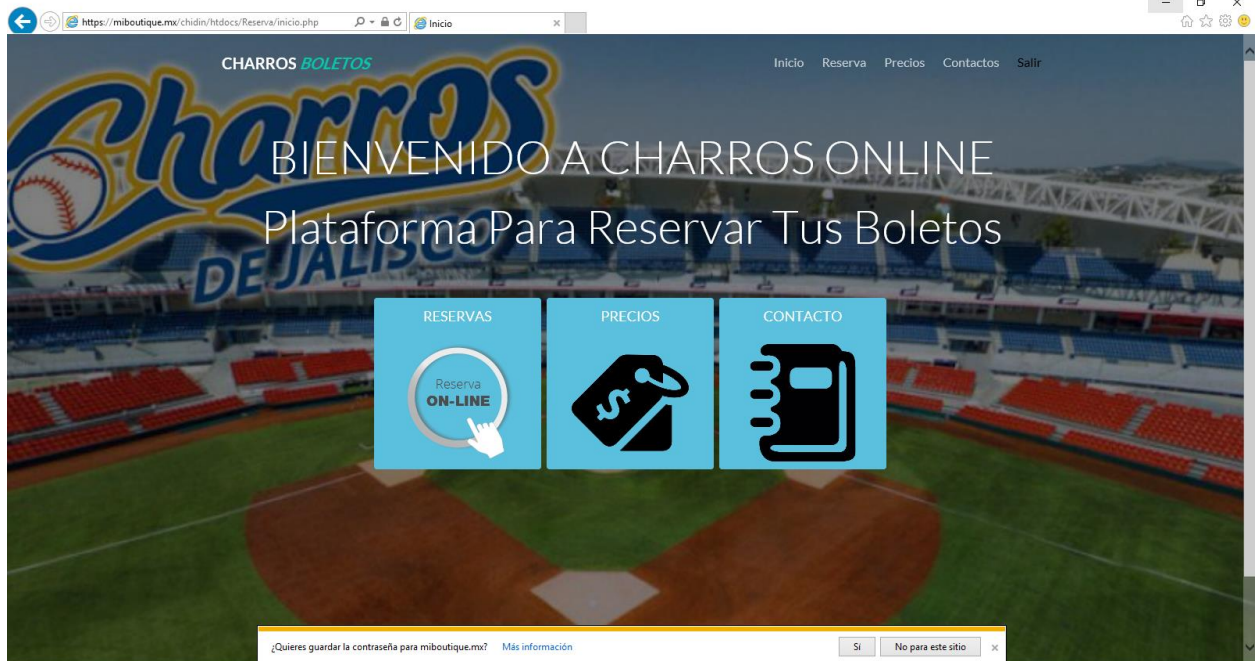 https://miboutique.mx/chidin/htdocs/Reserva/inicio.php
Inicio
CHARROS BOLETOS
Inicio Reserva Precios Contactos Salir
Charros
DE JALISCO
BIENVENIDO A CHARROS ONLINE
Plataforma Para Reservar Tus Boletos
RESERVAS PRECIOS CONTACTO
Reserva
ON-LINE
$
¿Quieres guardar la contraseña para miboutique.mx? Más información Sí No para este sitio